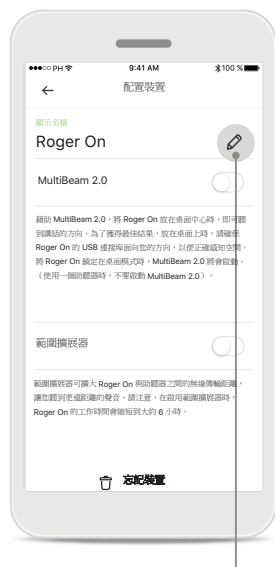 ●●●○○ PH 9:41 AM 100 %
配置裝置
顯示名稱
Roger On
MultiBeam 2.0
藉助 MultiBeam 2.0，將 Roger On 放在桌面中心時，即可聽
到講話的方向。為了獲得最佳結果，放在桌面上時，請確保
Roger On 的 USB 連接埠面向您的方向，以便正確感知空間。
將 Roger On 鎖定在桌面模式時，MultiBeam 2.0 將會啟動。
（使用一個助聽器時，不要啟動 MultiBeam 2.0）。
範圍擴展器
範圍擴展器可擴大 Roger On 與助聽器之間的無線傳輸距離，
讓您聽到更遠距離的聲音。請注意，在啟用範圍擴展器時，
Roger On 的工作時間會縮短到大約 6 小時。
忘記裝置